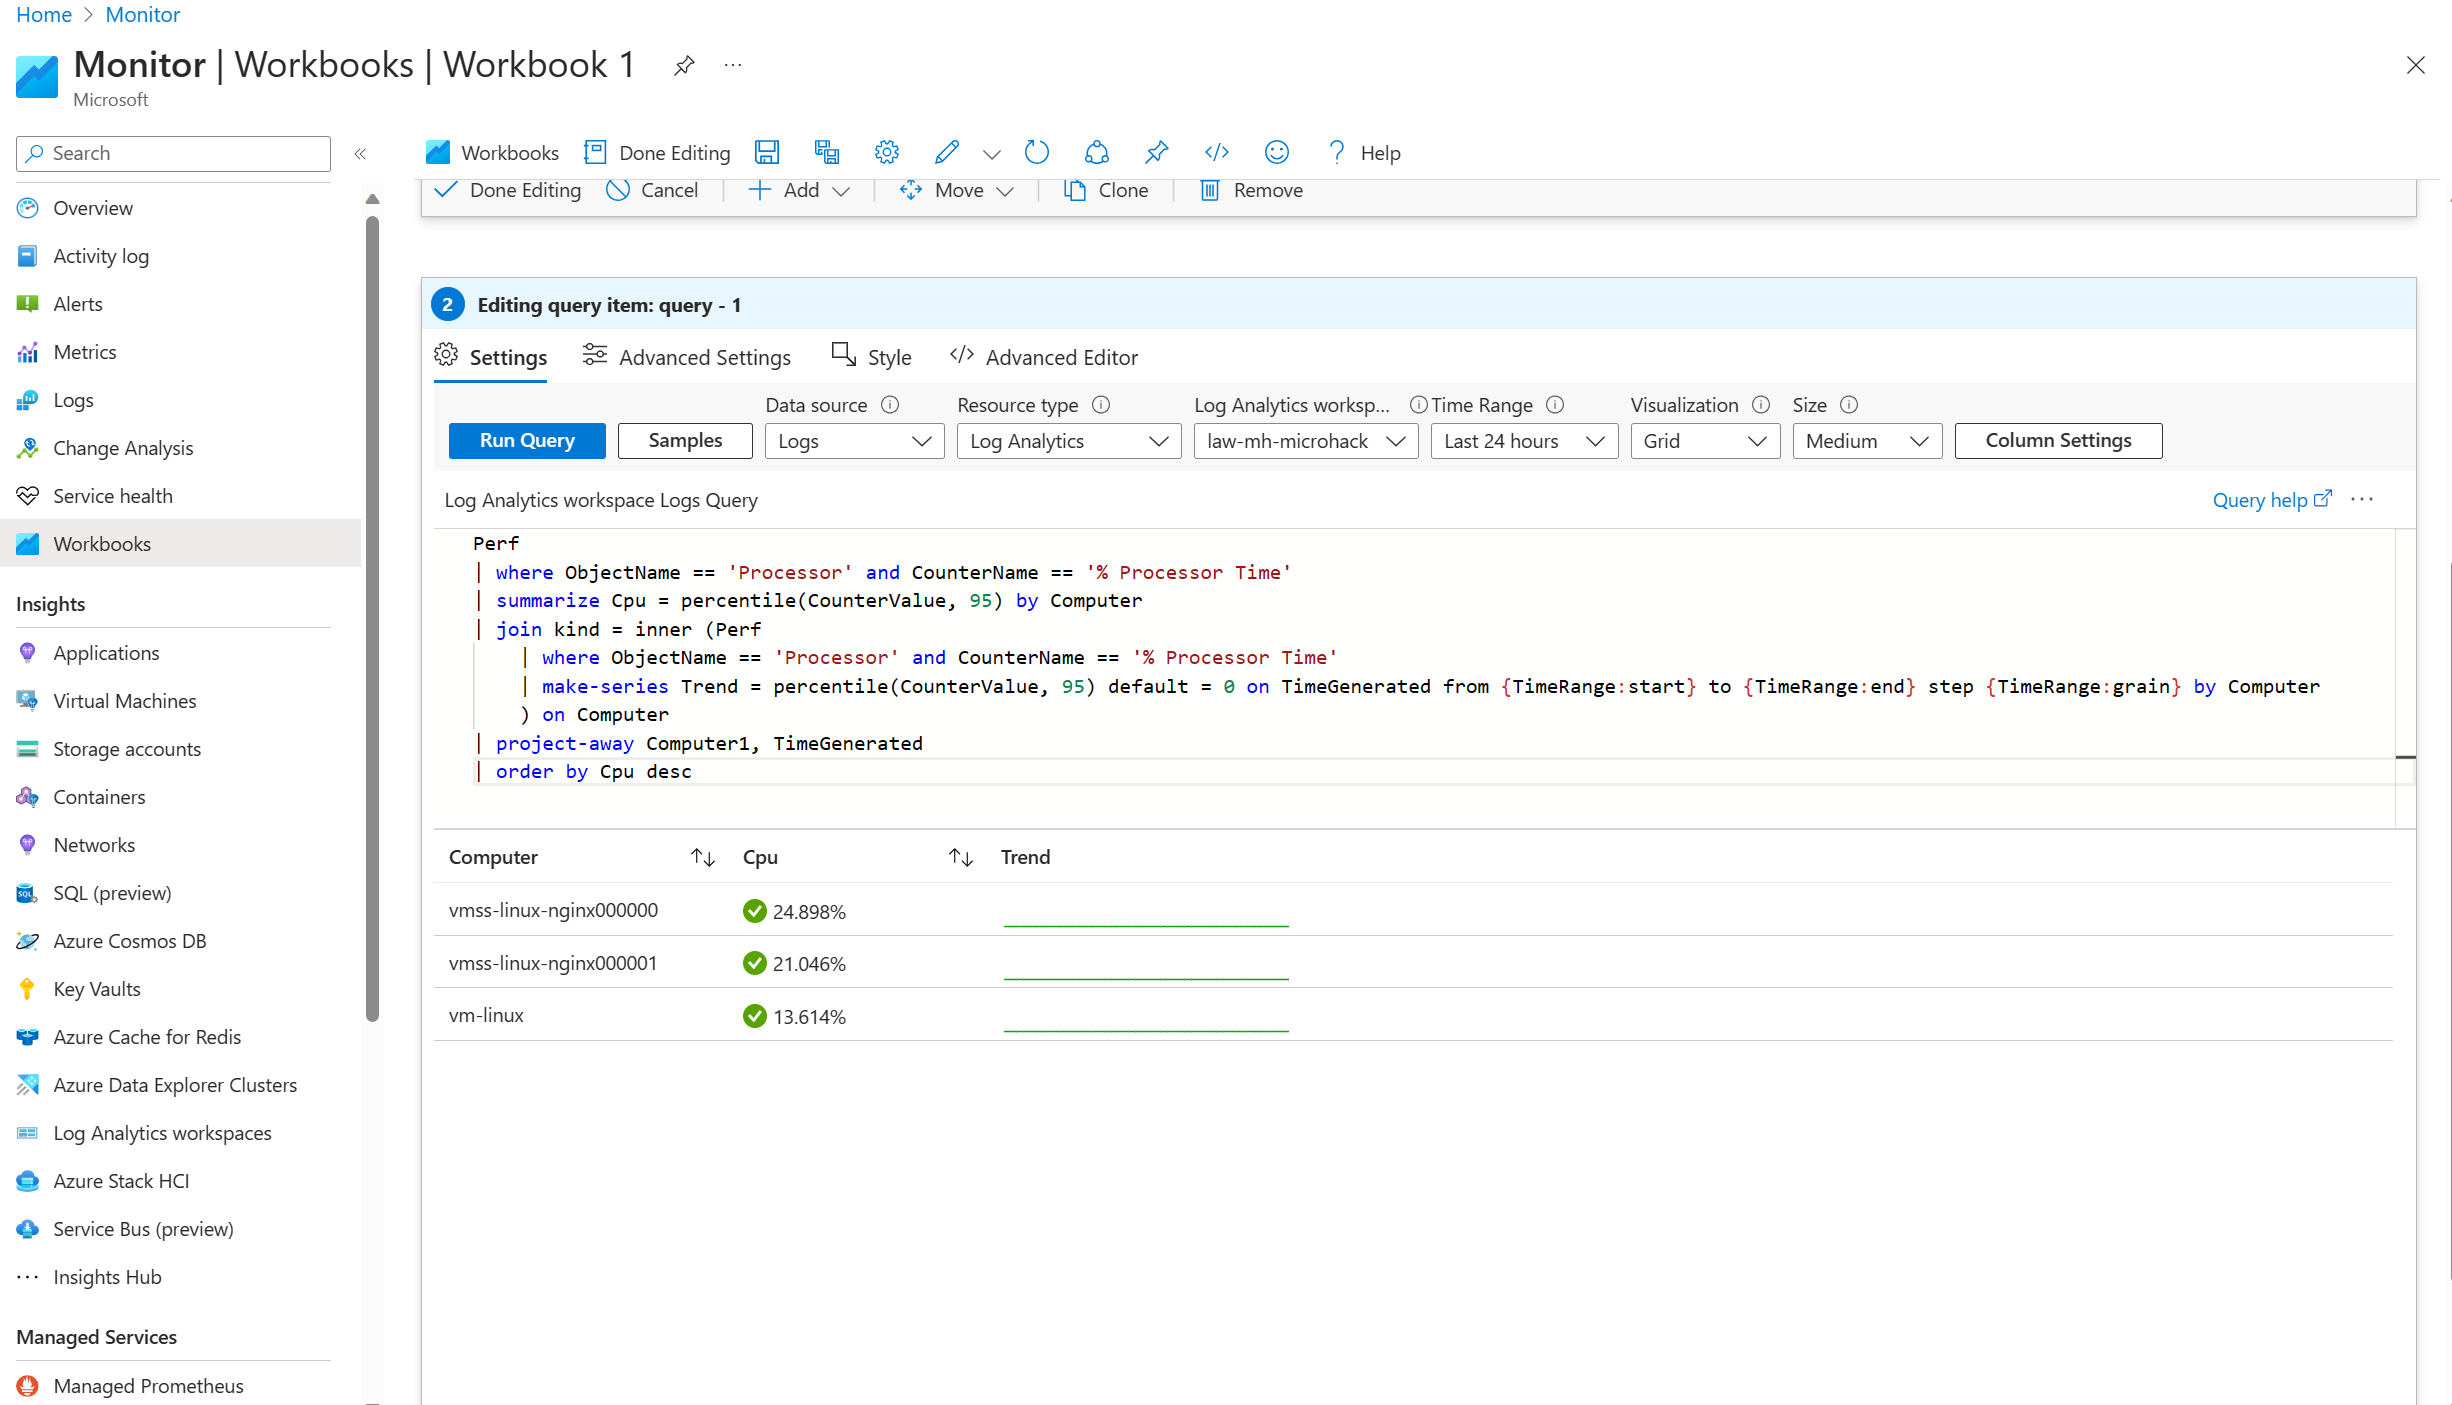 Home > Monitor
Monitor | Workbooks | Workbook 1 ...
Microsoft
Search
«
Overview
Activity log
Alerts
Metrics
Logs
Change Analysis
Service health
Workbooks
Insights
Applications
Virtual Machines
Storage accounts
Containers
Networks
SQL (preview)
Azure Cosmos DB
Key Vaults
Azure Cache for Redis
Azure Data Explorer Clusters
Log Analytics workspaces
Azure Stack HCI
Service Bus (preview)
Insights Hub
Managed Services
Managed Prometheus
Workbooks Done Editing Help
Done Editing Cancel Add Move Clone Remove
2 Editing query item: query - 1
Settings Advanced Settings Style Advanced Editor
Data source Resource type Log Analytics worksp... Time Range Visualization Size
Run Query Samples Logs Log Analytics law-mh-microhack Last 24 hours Grid Medium Column Settings
Log Analytics workspace Logs Query Query help ...
Perf
| where ObjectName == 'Processor' and CounterName == '% Processor Time'
| summarize Cpu = percentile(CounterValue, 95) by Computer
| join kind = inner (Perf
| where ObjectName == 'Processor' and CounterName == '% Processor Time'
| make-series Trend = percentile(CounterValue, 95) default = 0 on TimeGenerated from {TimeRange:start} to {TimeRange:end} step {TimeRange:grain} by Computer
) on Computer
| project-away Computer1, TimeGenerated
| order by Cpu desc
Computer Cpu Trend
vmss-linux-nginx000000 24.898%
vmss-linux-nginx000001 21.046%
vm-linux 13.614%